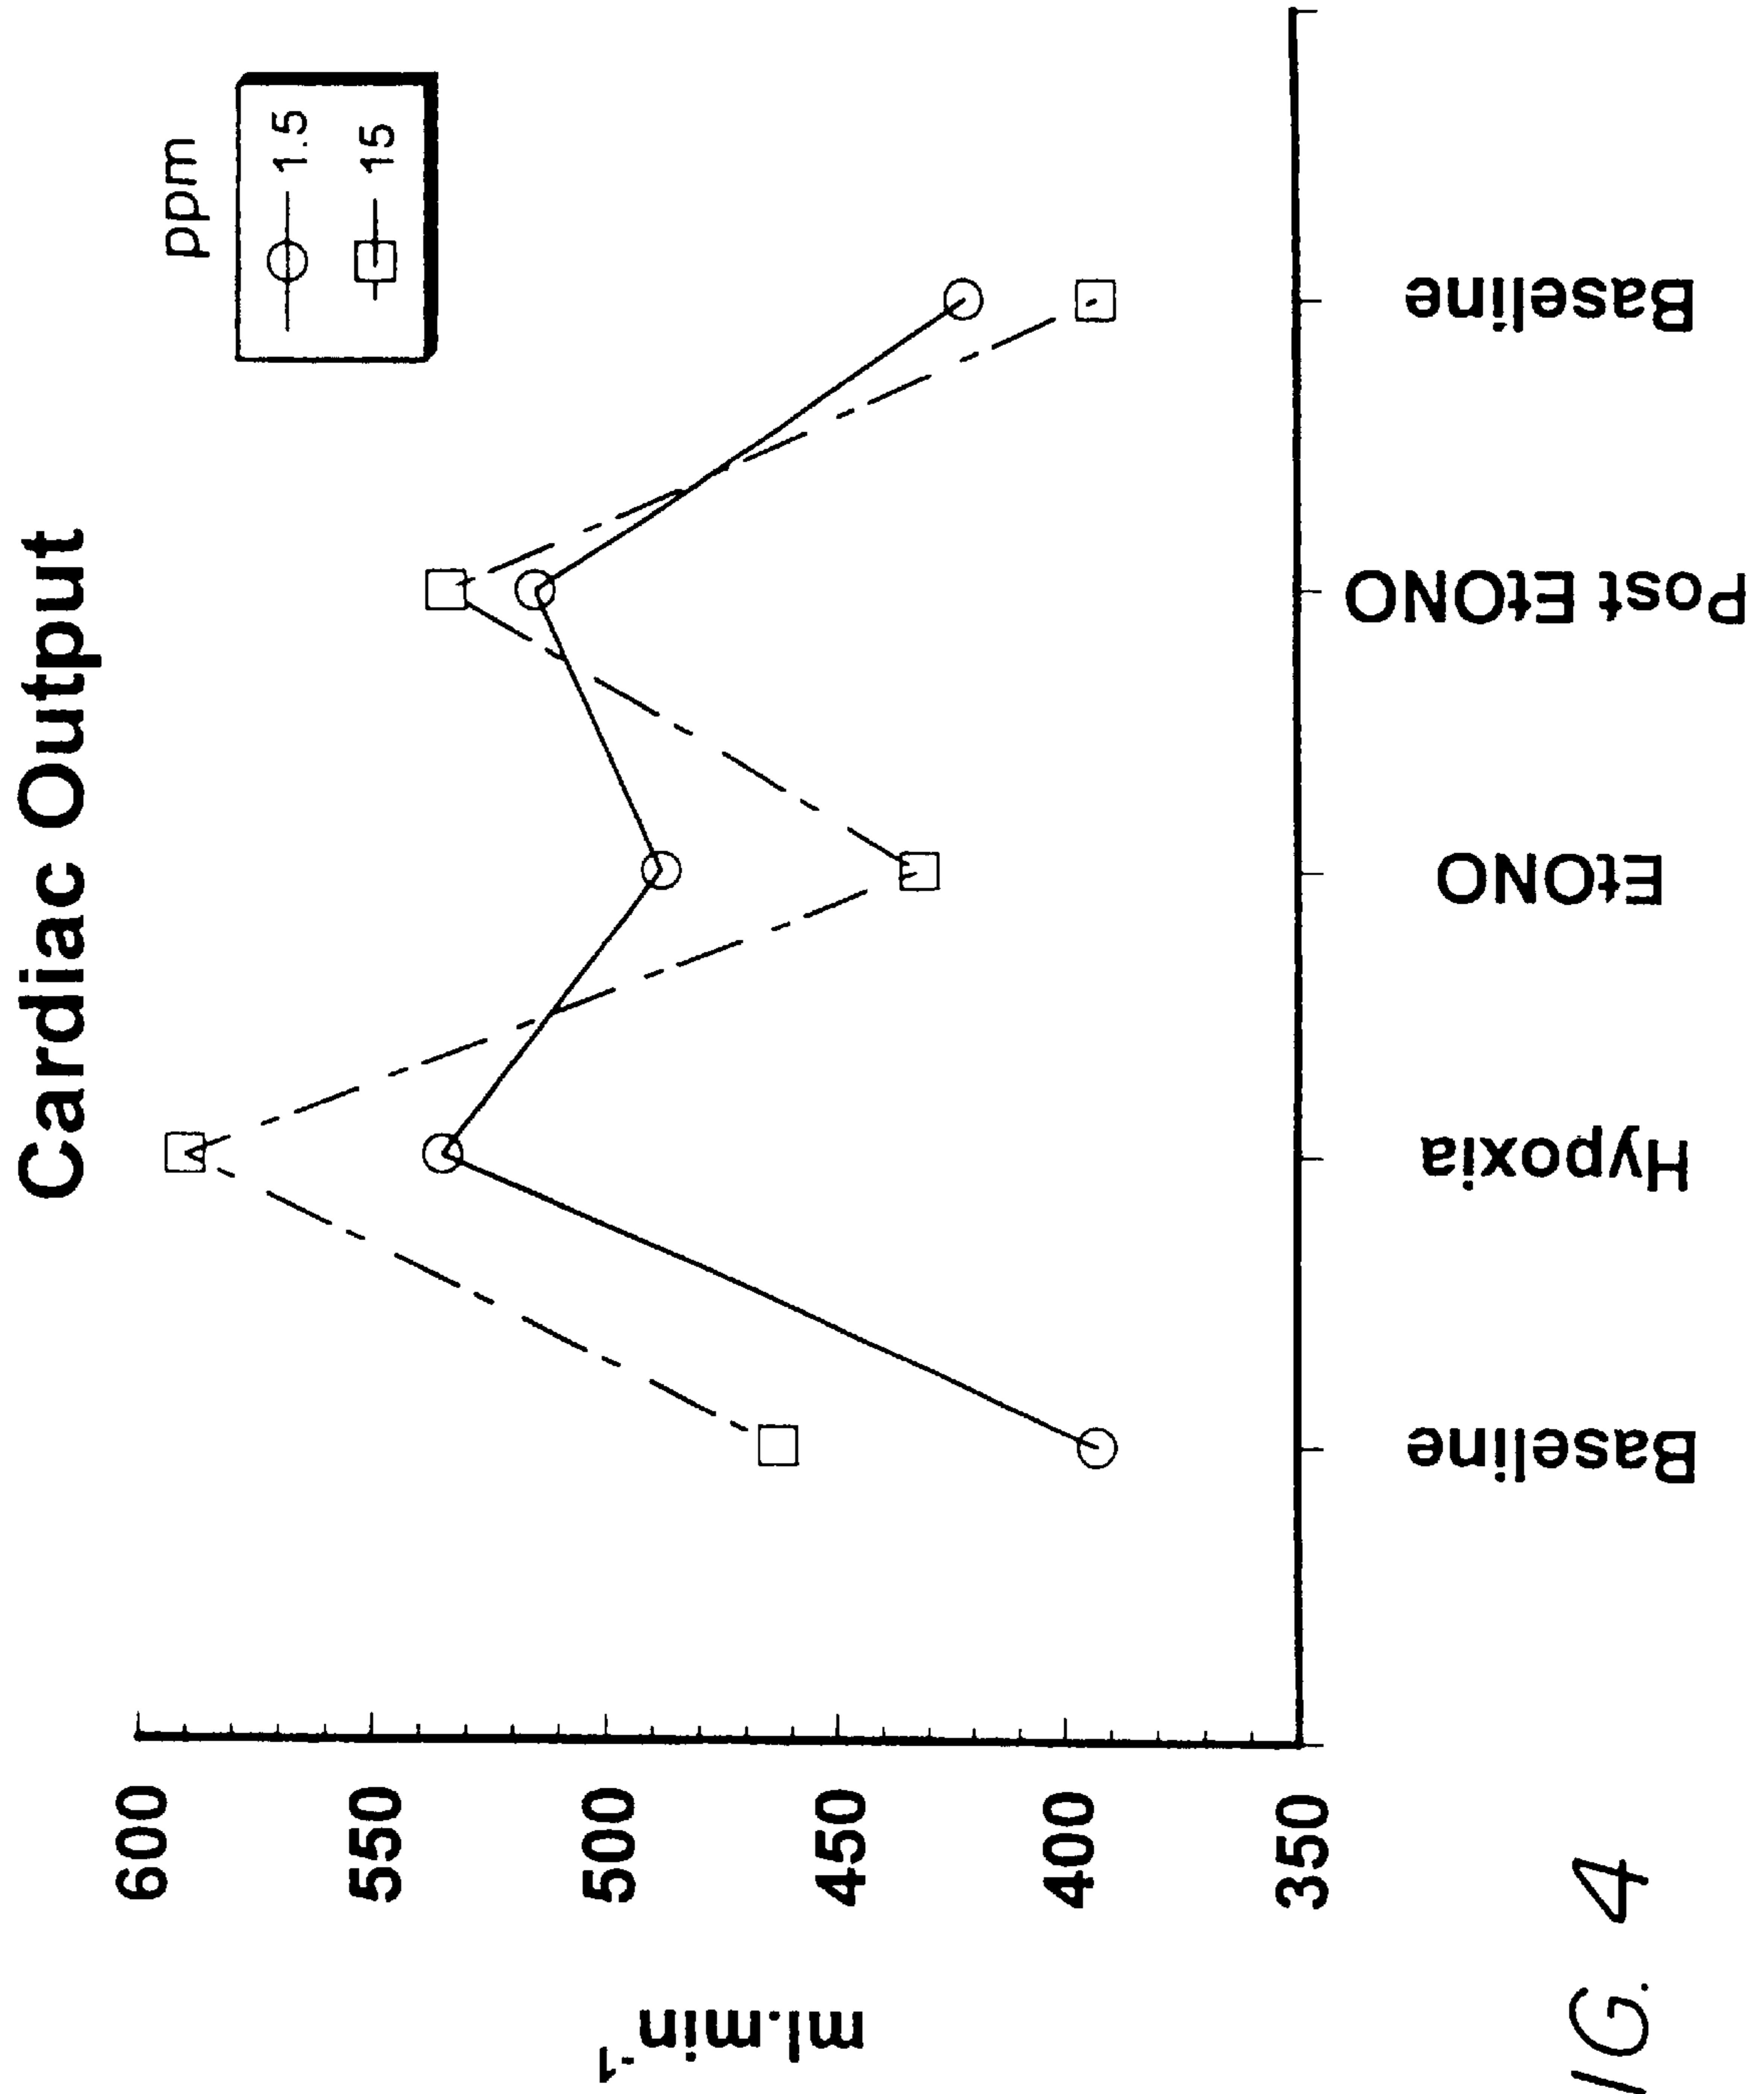 Cardiac Output
ppm
1.5
15
600
550
500
450
400
350
ml.min-1
Baseline
Hypoxia
EtONO
Post EtONO
Baseline
IG. 4